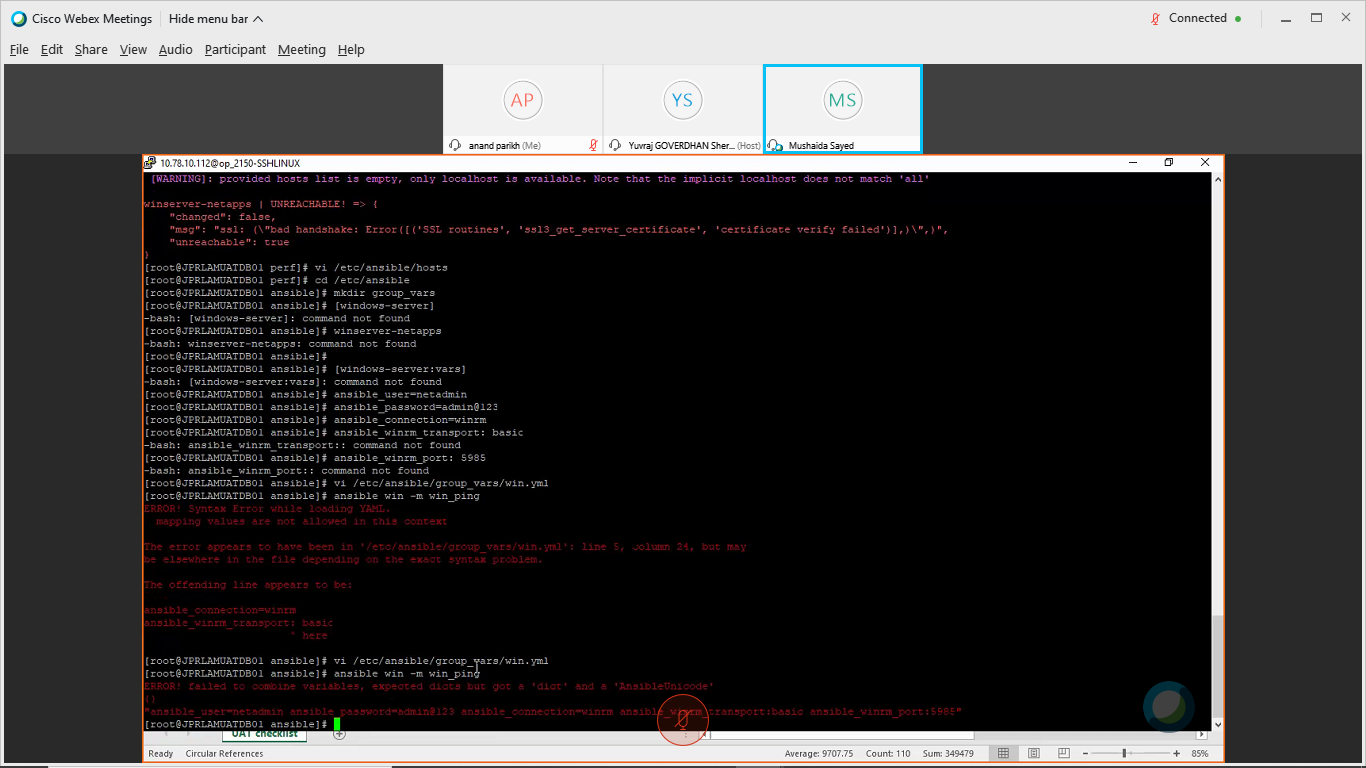 Cisco Webex Meetings
Hide menu bar
Connected
File Edit Share View Audio Participant Meeting Help
AP
YS
MS
anand parikh (Me)
Yuvraj GOVERDHAN Sher... (Host)
Mushaida Sayed
10.78.10.112@op_2150-SSHLINUX
[WARNING]: provided hosts list is empty, only localhost is available. Note that the implicit localhost does not match 'all'
winserver-netapps | UNREACHABLE! => {
"changed": false,
"msg": "ssl: (\"bad handshake: Error([('SSL routines', 'ssl3_get_server_certificate', 'certificate verify failed')],)\",)",
"unreachable": true
}
[root@JPRLAMUATDB01 perf]# vi /etc/ansible/hosts
[root@JPRLAMUATDB01 perf]# cd /etc/ansible
[root@JPRLAMUATDB01 ansible]# mkdir group_vars
[root@JPRLAMUATDB01 ansible]# [windows-server]
-bash: [windows-server]: command not found
[root@JPRLAMUATDB01 ansible]# winserver-netapps
-bash: winserver-netapps: command not found
[root@JPRLAMUATDB01 ansible]#
[root@JPRLAMUATDB01 ansible]# [windows-server:vars]
-bash: [windows-server:vars]: command not found
[root@JPRLAMUATDB01 ansible]# ansible_user=netadmin
[root@JPRLAMUATDB01 ansible]# ansible_password=admin@123
[root@JPRLAMUATDB01 ansible]# ansible_connection=winrm
[root@JPRLAMUATDB01 ansible]# ansible_winrm_transport: basic
-bash: ansible_winrm_transport:: command not found
[root@JPRLAMUATDB01 ansible]# ansible_winrm_port: 5985
-bash: ansible_winrm_port:: command not found
[root@JPRLAMUATDB01 ansible]# vi /etc/ansible/group_vars/win.yml
[root@JPRLAMUATDB01 ansible]# ansible win -m win_ping
ERROR! Syntax Error while loading YAML.
mapping values are not allowed in this context
The error appears to have been in '/etc/ansible/group_vars/win.yml': line 5, column 24, but may
be elsewhere in the file depending on the exact syntax problem.
The offending line appears to be:
ansible_connection=winrm
ansible_winrm_transport: basic
^ here
[root@JPRLAMUATDB01 ansible]# vi /etc/ansible/group_vars/win.yml
[root@JPRLAMUATDB01 ansible]# ansible win -m win_ping
ERROR! failed to combine variables, expected dicts but got a 'dict' and a 'AnsibleUnicode'
{}
"ansible_user=netadmin ansible_password=admin@123 ansible_connection=winrm ansible_winrm_transport:basic ansible_winrm_port:5985"
[root@JPRLAMUATDB01 ansible]#
UAT checklist
Ready Circular References Average: 9707.75 Count: 110 Sum: 349479 85%